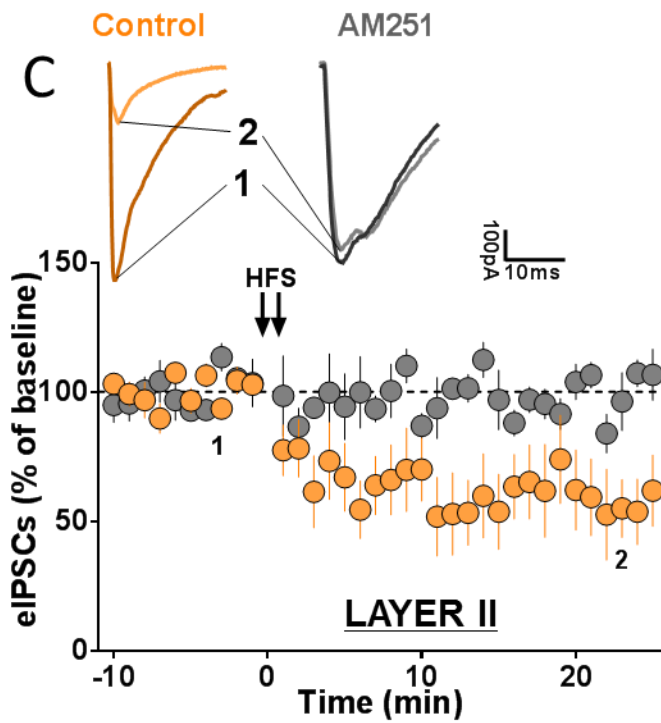 Control AM251
C
2
1
100pA
10ms
150
HFS
100
1
50
2
LAYER II
0
-10 0 10 20
Time (min)
eIPSCs (% of baseline)